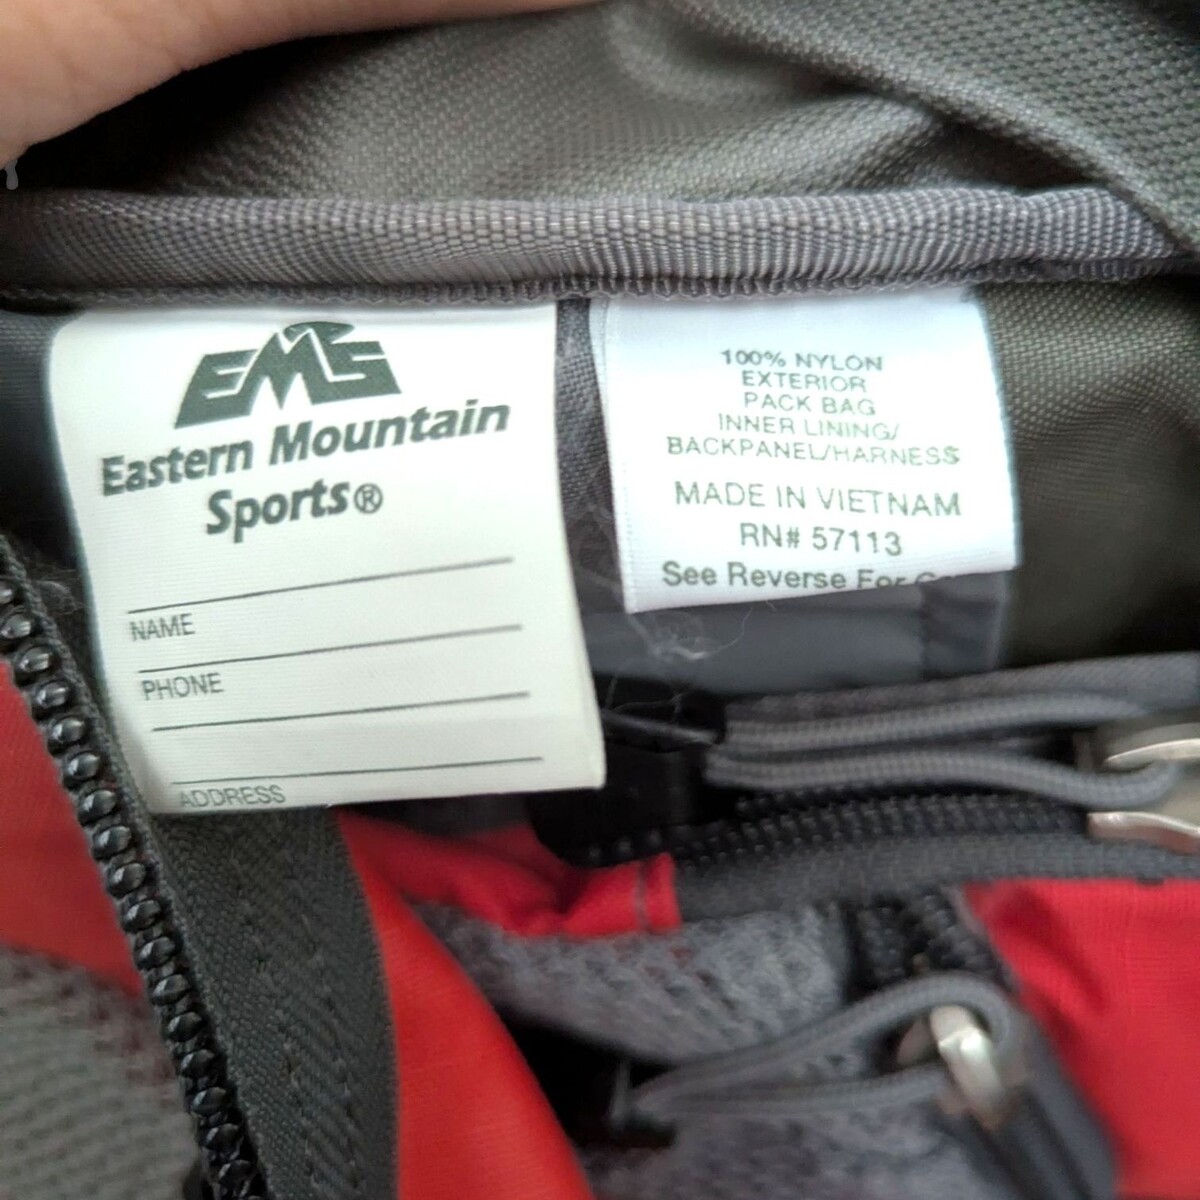 EMS
Eastern Mountain
Sports®
NAME
PHONE
ADDRESS
100% NYLON
EXTERIOR
PACK BAG
INNER LINING/
BACKPANEL/HARNESS
MADE IN VIETNAM
RN# 57113
See Reverse For